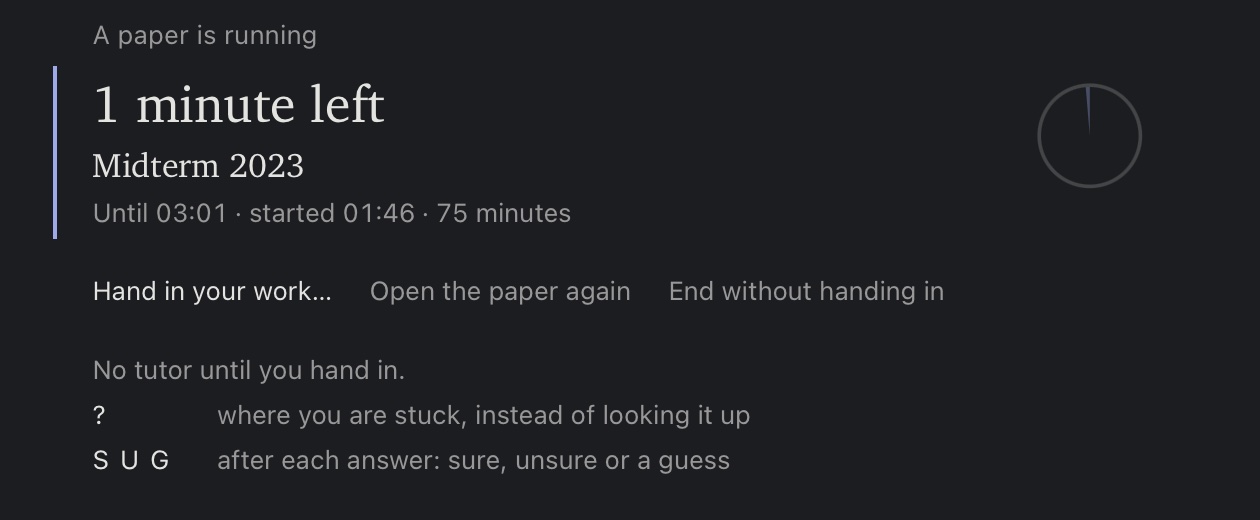 A paper is running
1 minute left
Midterm 2023
Until 03:01 · started 01:46 · 75 minutes
Hand in your work... Open the paper again End without handing in
No tutor until you hand in.
? where you are stuck, instead of looking it up
S U G after each answer: sure, unsure or a guess